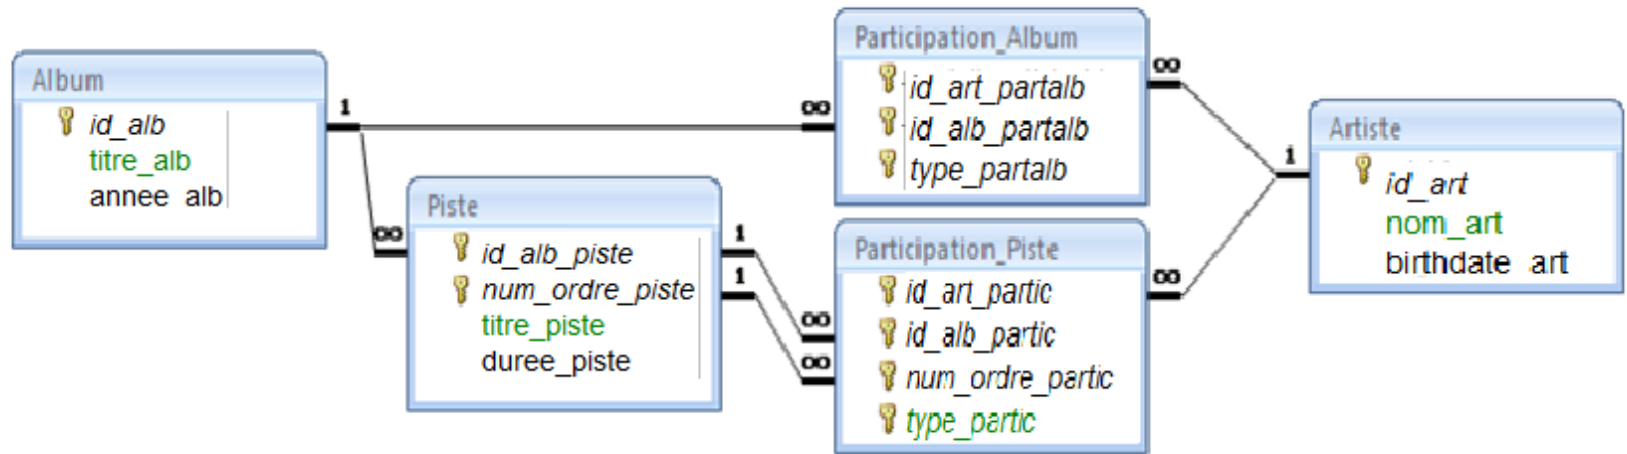 Album
id_alb
titre_alb
annee_alb
1
∞
∞
Piste
id_alb_piste
num_ordre_piste
titre_piste
duree_piste
1
1
∞
∞
Participation_Album
id_art_partalb
id_alb_partalb
type_partalb
∞
Participation_Piste
id_art_partic
id_alb_partic
num_ordre_partic
type_partic
∞
1
Artiste
id_art
nom_art
birthdate_art